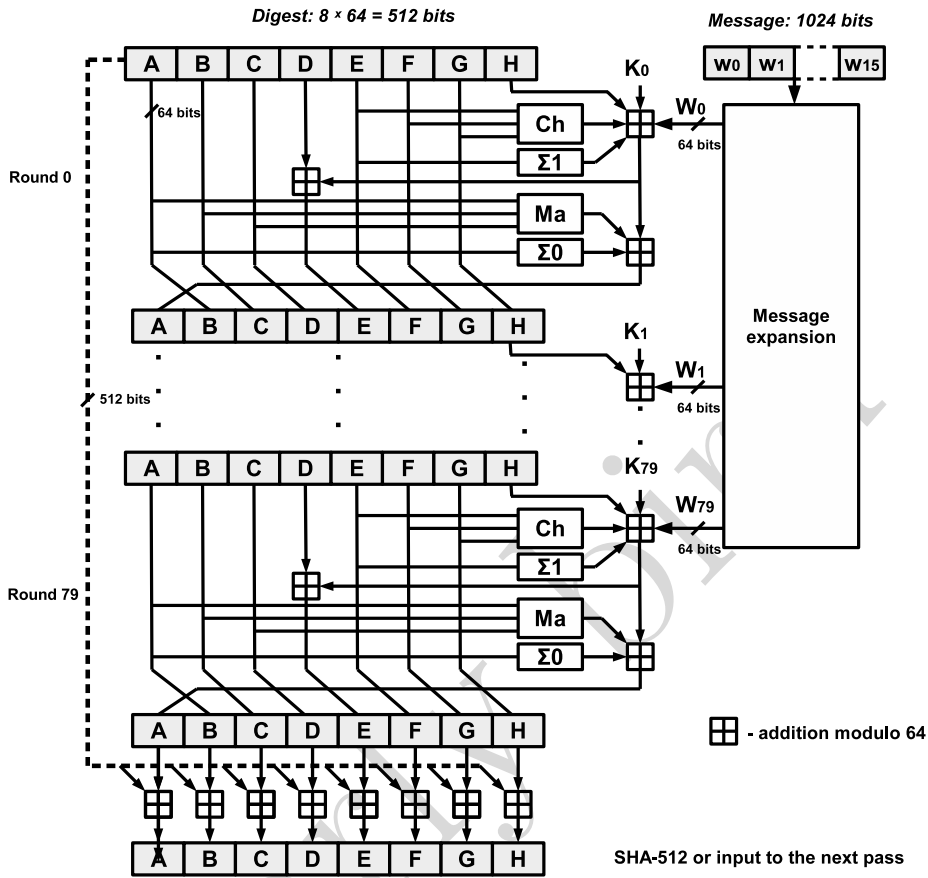 Digest: 8 x 64 = 512 bits
Message: 1024 bits
A B C D E F G H
W0 W1 W15
K0
64 bits
Ch
W0
64 bits
Σ1
Round 0
Ma
Σ0
Message
expansion
A B C D E F G H
K1
W1
64 bits
512 bits
A B C D E F G H
K79
W79
Ch
64 bits
Σ1
Round 79
Ma
Σ0
A B C D E F G H
- addition modulo 64
A B C D E F G H
SHA-512 or input to the next pass